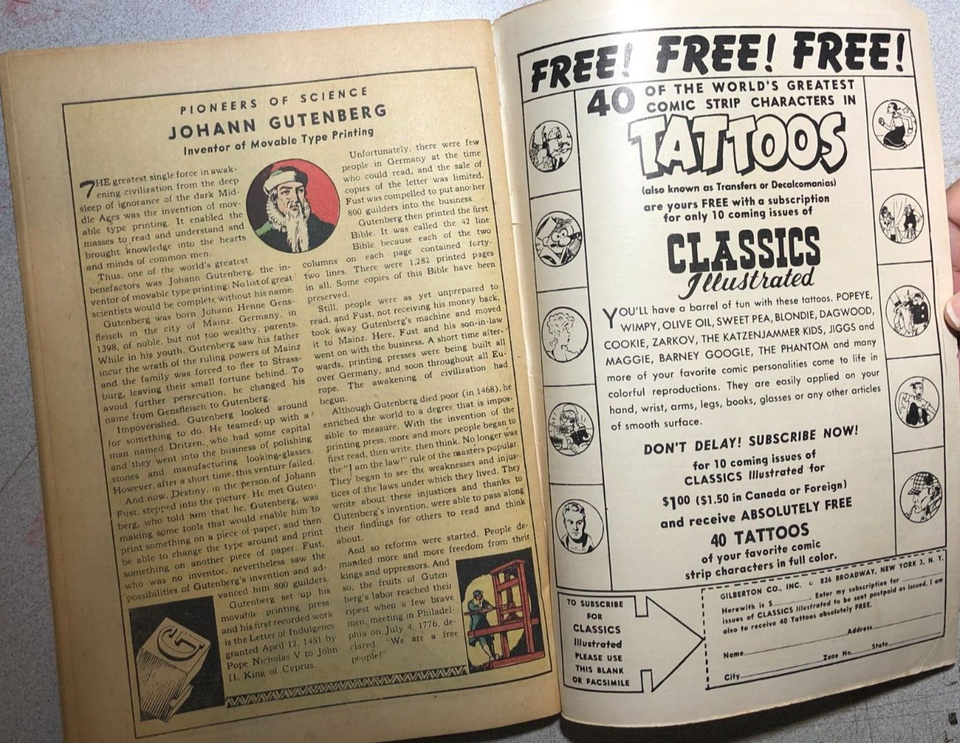 PIONEERS OF SCIENCE
JOHANN GUTENBERG
Inventor of Movable Type Printing
THE greatest single force in awak-
ening civilization from the deep
sleep of ignorance of the dark Mid-
dle Ages was the invention of mov-
able type printing. It enabled the
masses to read and understand and
brought knowledge into the hearts
and minds of common men.
Thus, one of the world's greatest
benefactors was Johann Gutenberg, the in-
ventor of movable type printing. No list of great
scientists would be complete without his name.
Gutenberg was born Johann Henne Gens-
fleisch in the city of Mainz, Germany, in
1398, of noble, but not too wealthy, parents.
While in his youth, Gutenberg saw his father
incur the wrath of the ruling powers of Mainz
and the family was forced to flee to Strass-
burg, leaving their small fortune behind. To
avoid further persecution, he changed his
name from Gensfleisch to Gutenberg.
Impoverished, Gutenberg looked around
for something to do. He teamed up with a
man named Dritzen, who had some capital
and they went into the business of polishing
stones and manufacturing looking-glasses.
However, after a short time, this venture failed.
And now, Destiny, in the person of Johann
Fust, stepped into the picture. He met Guten-
berg, who told him that he, Gutenberg, was
making some tools that would enable him to
print something on a piece of paper, and then
be able to change the type around and print
something on another piece of paper. Fust,
who was no inventor, nevertheless saw the
possibilities of Gutenberg's invention and ad-
vanced him 800 guilders.
Gutenberg set up his
movable printing press
and his first recorded work
is the Letter of Indulgence
granted April 12, 1451 by
Pope Nicholas V to John
II, King of Cyprus.
Unfortunately, there were few
people in Germany at the time
who could read, and the sale of
copies of the letter was limited.
Fust was compelled to put another
800 guilders into the business.
Gutenberg then printed the first
Bible. It was called the 42 line
Bible because each of the two
columns on each page contained forty-
two lines. There were 1,282 printed pages
in all. Some copies of this Bible have been
preserved.
Still, people were as yet unprepared to
read, and Fust, not receiving his money back,
took away Gutenberg's machine and moved
it to Mainz. Here, Fust and his son-in-law
went on with the business. A short time after-
wards, printing presses were being built all
over Germany, and soon throughout all Eu-
rope. The awakening of civilization had
begun.
Although Gutenberg died poor (in 1468), he
enriched the world to a degree that is impos-
sible to measure. With the invention of the
printing press, more and more people began to
first read, then write, then think. No longer was
the "I am the law!" rule of the masters popular.
They began to see the weaknesses and injus-
tices of the laws under which they lived. They
wrote about these injustices and thanks to
Gutenberg's invention, were able to pass along
their findings for others to read and think
about.
And so reforms were started. People de-
manded more and more freedom from their
kings and oppressors. And
so, the fruits of Guten
berg's labor reached their
ripest when a few brave
men, meeting in Philadel-
phia on July 4, 1776, de-
clared: "We are a free
people!"
G
FREE! FREE! FREE!
40 OF THE WORLD'S GREATEST
COMIC STRIP CHARACTERS IN
TATTOOS
(also known as Transfers or Decalcomanias)
are yours FREE with a subscription
for only 10 coming issues of
CLASSICS
Illustrated
YOU'LL have a barrel of fun with these tattoos. POPEYE,
WIMPY, OLIVE OIL, SWEET PEA, BLONDIE, DAGWOOD,
COOKIE, ZARKOV, THE KATZENJAMMER KIDS, JIGGS and
MAGGIE, BARNEY GOOGLE, THE PHANTOM and many
more of your favorite comic personalities come to life in
colorful reproductions. They are easily applied on your
hand, wrist, arms, legs, books, glasses or any other articles
of smooth surface.
DON'T DELAY! SUBSCRIBE NOW!
for 10 coming issues of
CLASSICS Illustrated for
$1.00 ($1.50 in Canada or Foreign)
and receive ABSOLUTELY FREE
40 TATTOOS
of your favorite comic
strip characters in full color.
TO SUBSCRIBE
FOR
CLASSICS
Illustrated
PLEASE USE
THIS BLANK
OR FACSIMILE
GILBERTON CO., INC. 826 BROADWAY, NEW YORK 3, N. Y.
Herewith is $ Enter my subscription for
issues of CLASSICS Illustrated to be sent postpaid as issued. I am
also to receive 40 Tattoos absolutely FREE.
Name Address
City Zone No. State